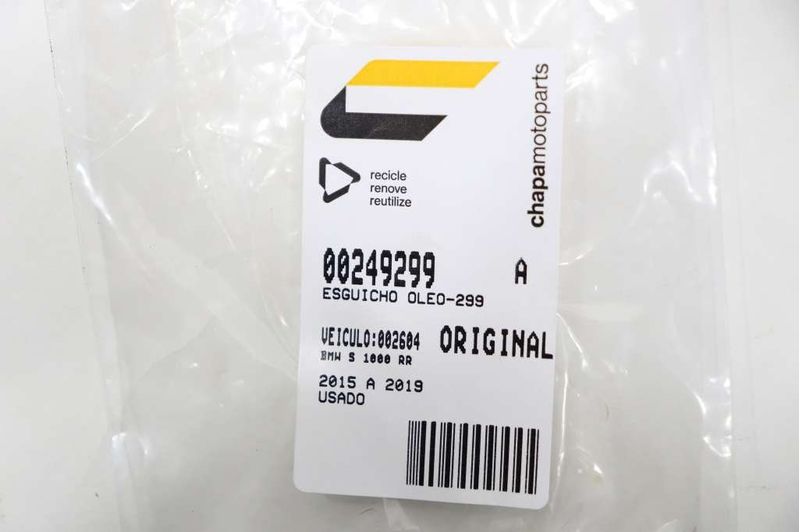 chapamotoparts
recicle
renove
reutilize
00249299 A
ESGUICHO OLEO-299
VEICULO:002604 ORIGINAL
BMW S 1000 RR
2015 A 2019
USADO